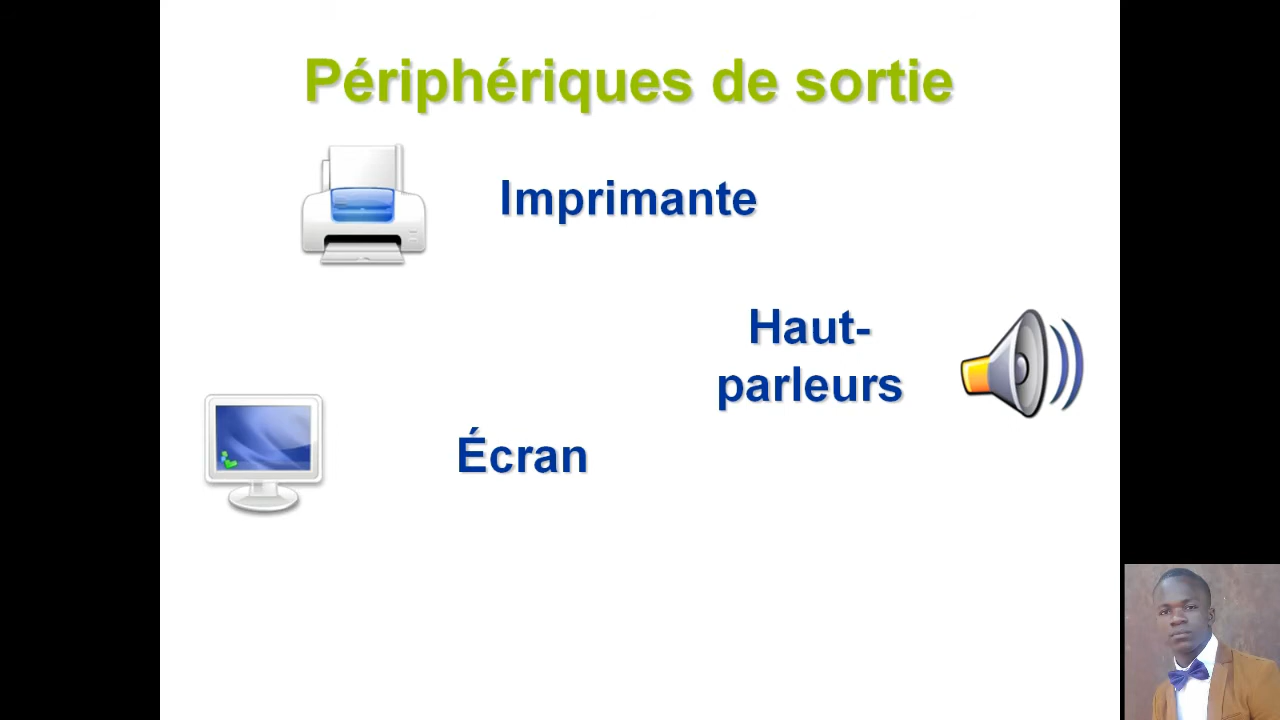 Périphériques de sortie
Imprimante
Haut-
parleurs
Écran